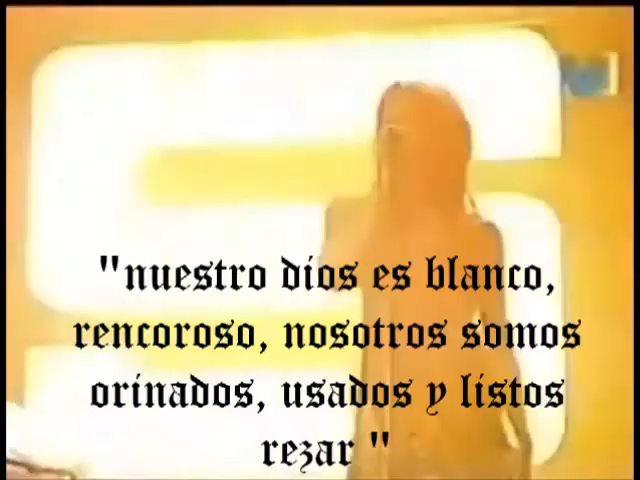 "nuestro dios es blanco,
rencoroso, nosotros somos
orinados, usados y listos
rezar "